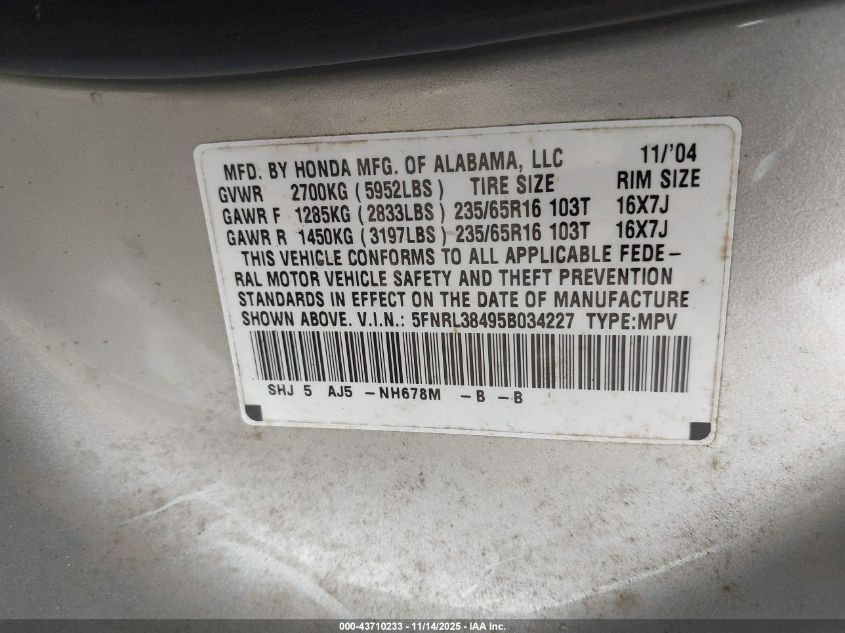 MFD. BY HONDA MFG. OF ALABAMA, LLC 11/'04
GVWR 2700KG (5952LBS) TIRE SIZE RIM SIZE
GAWR F 1285KG (2833LBS) 235/65R16 103T 16X7J
GAWR R 1450KG (3197LBS) 235/65R16 103T 16X7J
THIS VEHICLE CONFORMS TO ALL APPLICABLE FEDE-
RAL MOTOR VEHICLE SAFETY AND THEFT PREVENTION
STANDARDS IN EFFECT ON THE DATE OF MANUFACTURE
SHOWN ABOVE. V.I.N.: 5FNRL38495B034227 TYPE:MPV
SHJ 5 AJ5 -NH678M -B -B
000-43710233 - 11/14/2025 - IAA Inc.